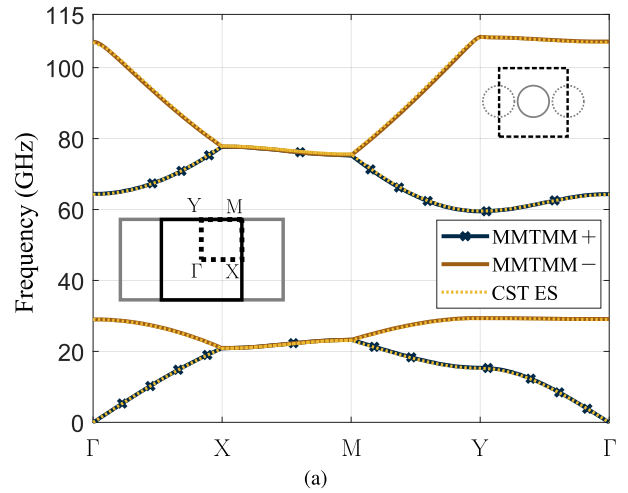 115
100
80
60
40
20
0
Frequency (GHz)
Y M
Γ X
MMTMM+
MMTMM−
CST ES
Γ X M Y Γ
(a)